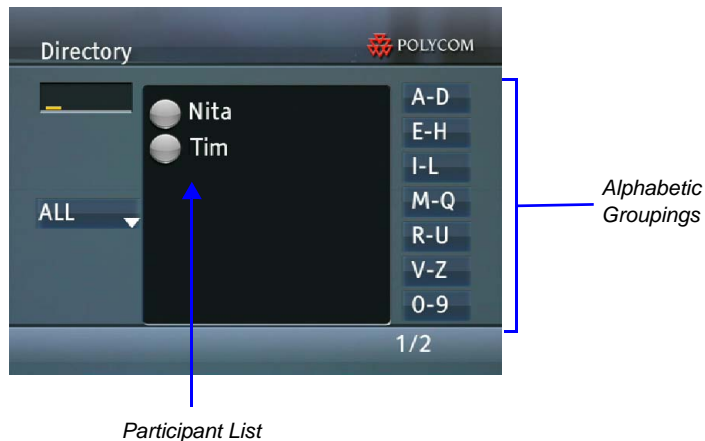 Directory
POLYCOM
Nita
Tim
ALL
A-D
E-H
I-L
M-Q
R-U
V-Z
0-9
1/2
Alphabetic
Groupings
Participant List